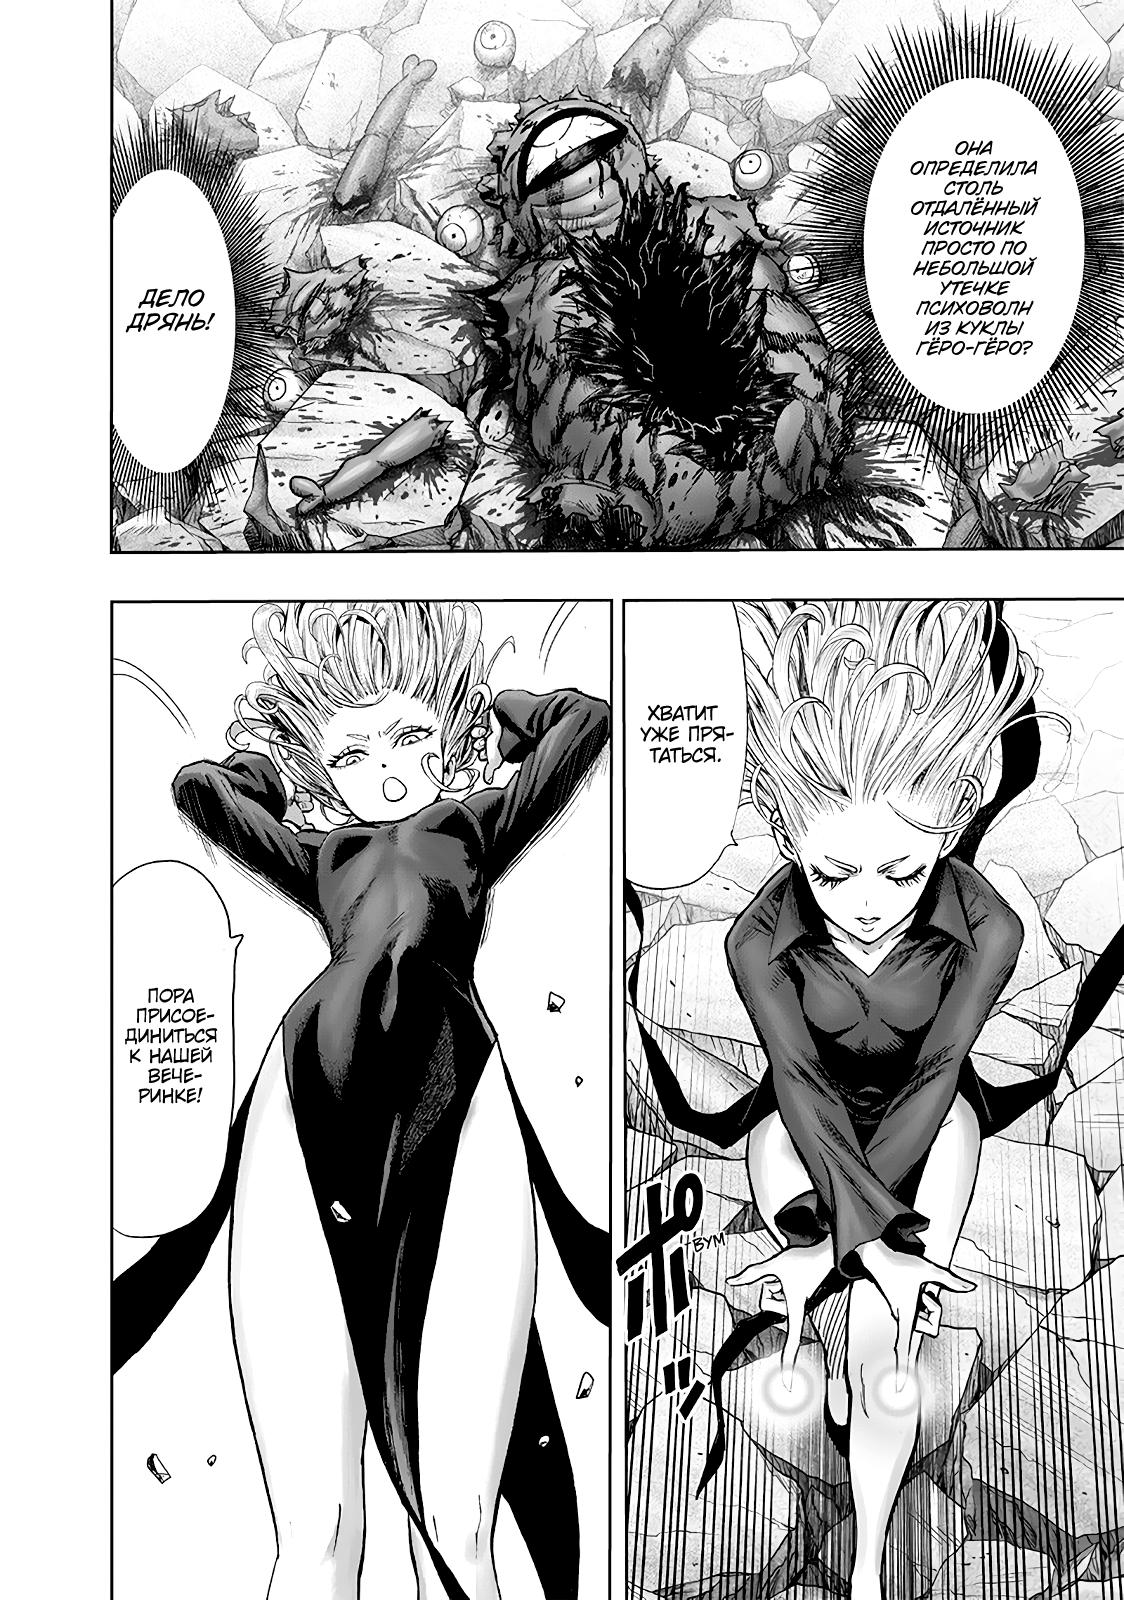 ОНА
ОПРЕДЕЛИЛА
СТОЛЬ
ОТДАЛЁННЫЙ
ИСТОЧНИК
ПРОСТО ПО
НЕБОЛЬШОЙ
УТЕЧКЕ
ПСИХОВОЛН
ИЗ КУКЛЫ
ГЁРО-ГЁРО?
ДЕЛО
ДРЯНЬ!
ХВАТИТ
УЖЕ ПРЯ-
ТАТЬСЯ.
ВУМ
ПОРА
ПРИСОЕ-
ДИНИТЬСЯ
К НАШЕЙ
ВЕЧЕ-
РИНКЕ!